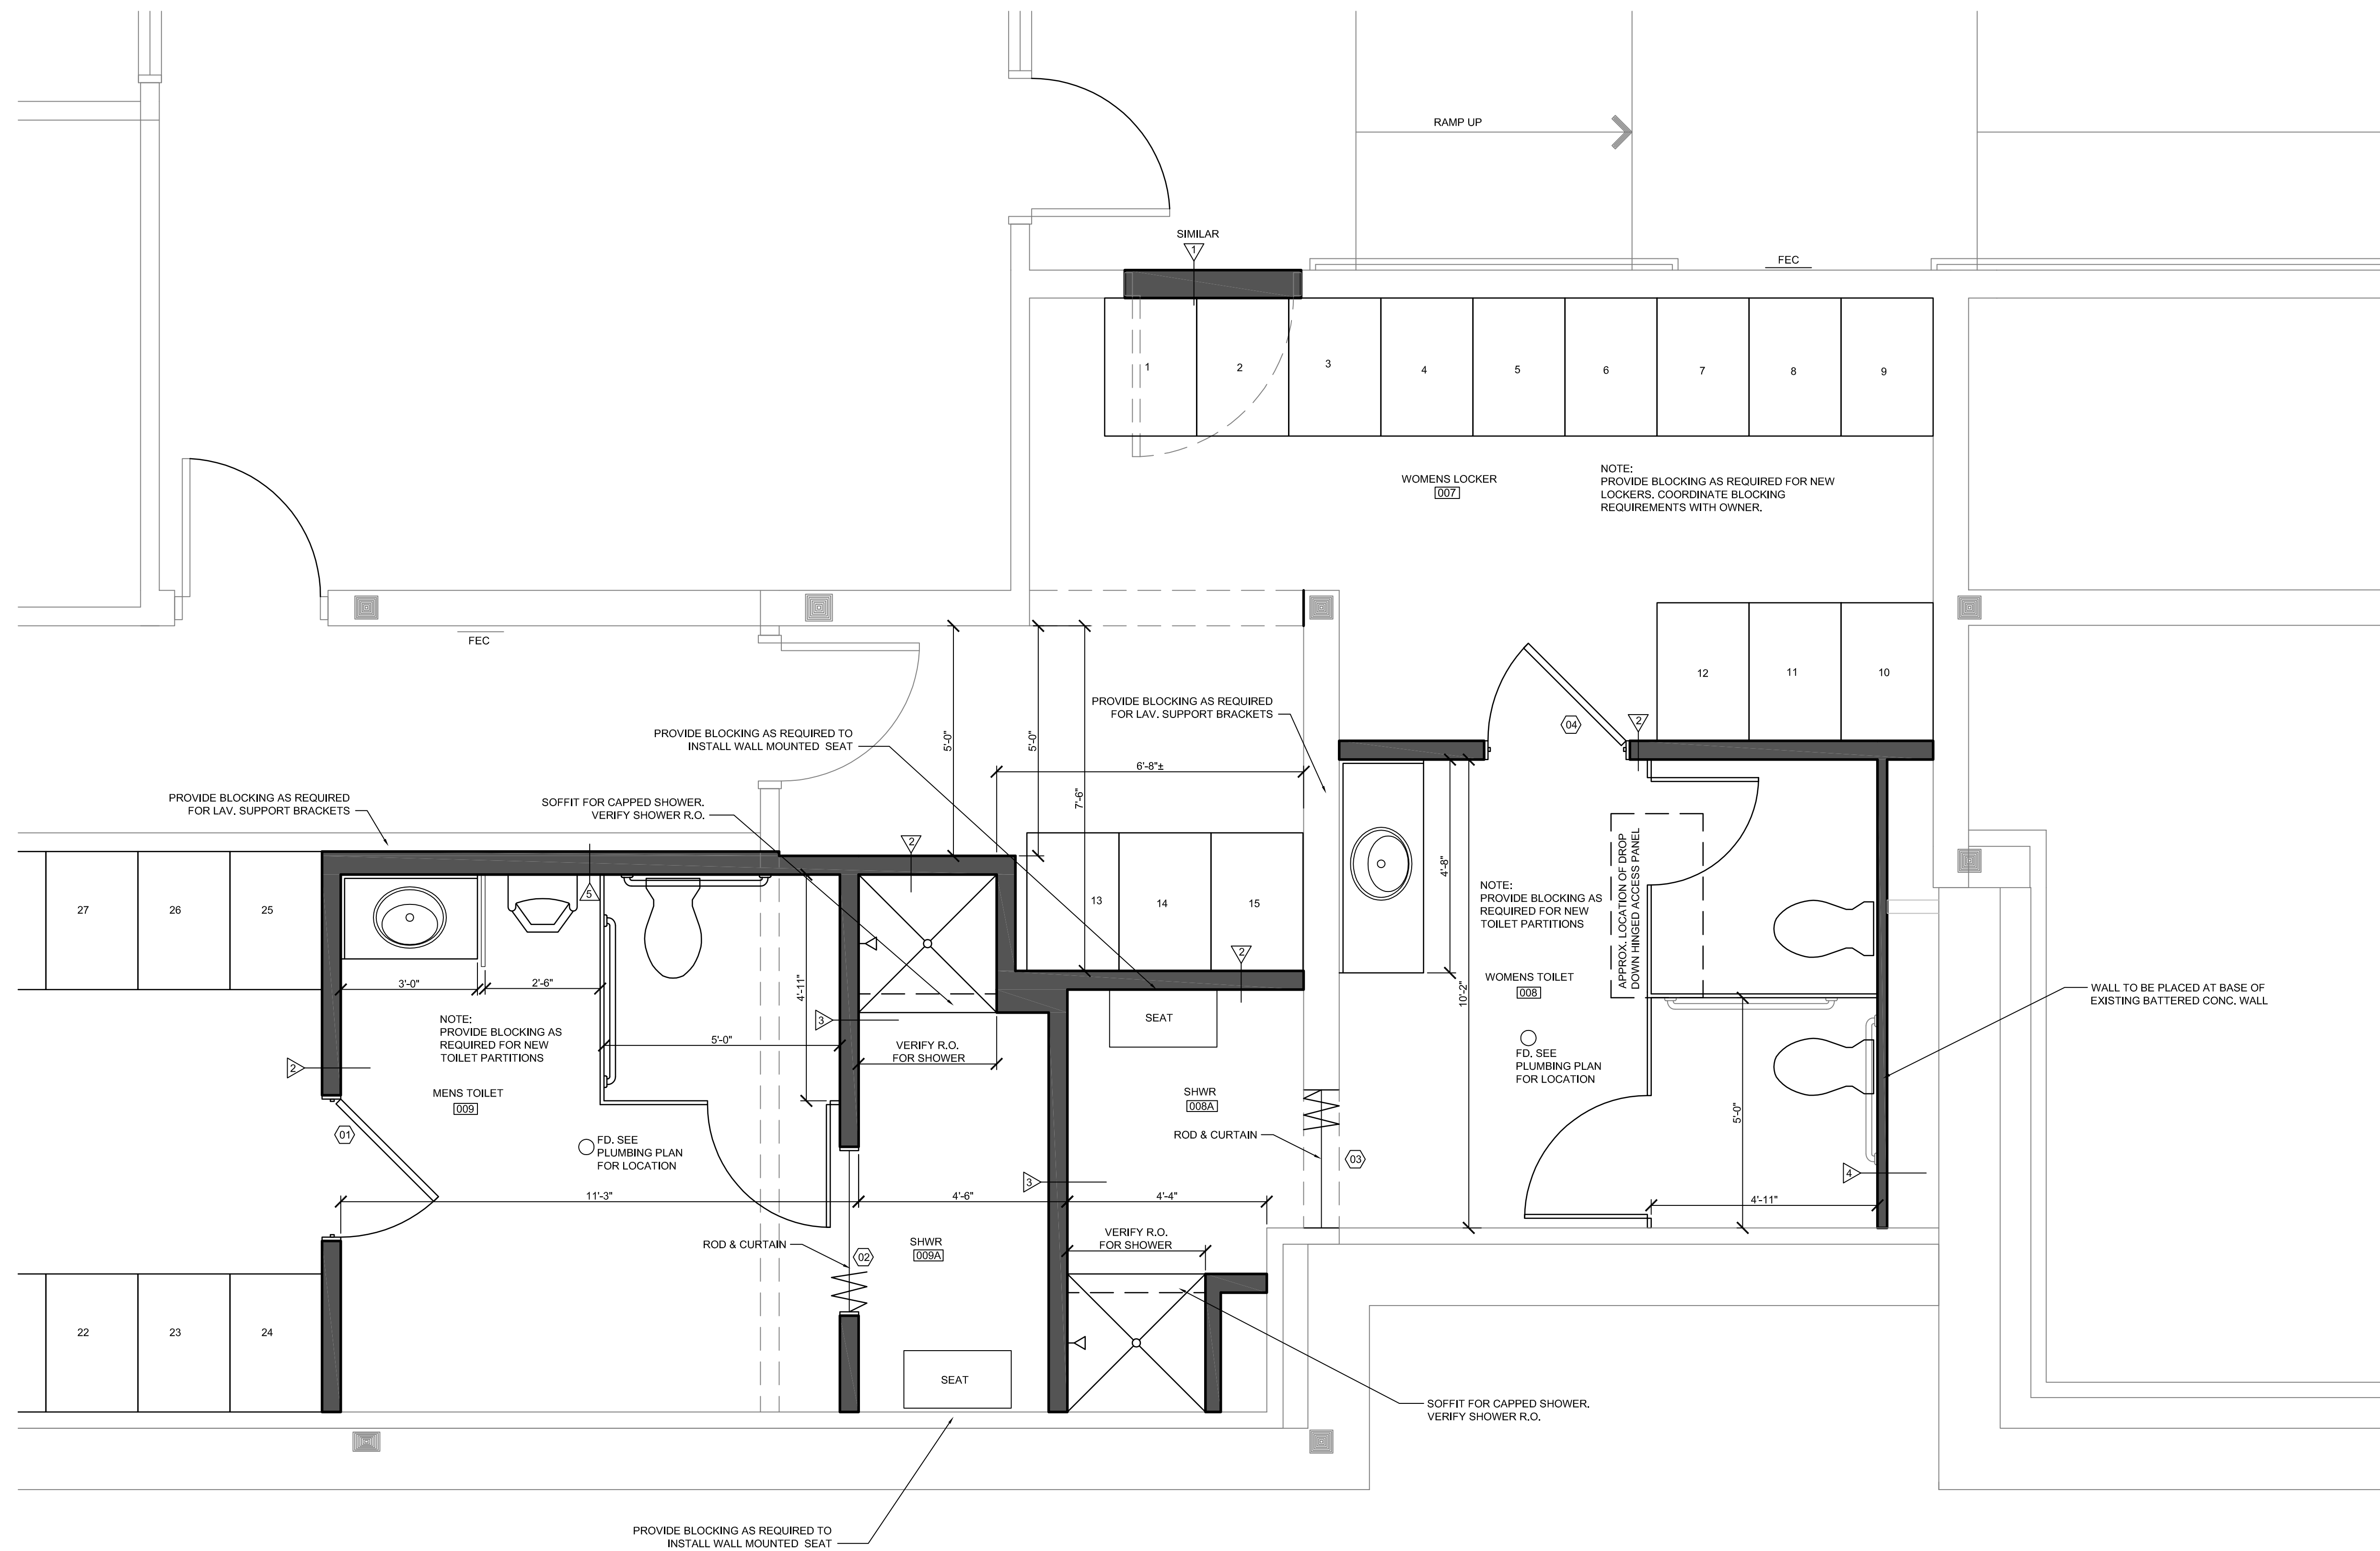 RAMP UP
SIMILAR
1
FEC
1
2
3
4
5
6
7
8
9
WOMENS LOCKER
007
NOTE:
PROVIDE BLOCKING AS REQUIRED FOR NEW
LOCKERS. COORDINATE BLOCKING
REQUIREMENTS WITH OWNER.
FEC
12
11
10
PROVIDE BLOCKING AS REQUIRED
FOR LAV. SUPPORT BRACKETS
04
2
PROVIDE BLOCKING AS REQUIRED TO
INSTALL WALL MOUNTED SEAT
5'-0"
5'-0"
7'-6"
6'-8"±
PROVIDE BLOCKING AS REQUIRED
FOR LAV. SUPPORT BRACKETS
SOFFIT FOR CAPPED SHOWER.
VERIFY SHOWER R.O.
2
4'-8"
NOTE:
PROVIDE BLOCKING AS
REQUIRED FOR NEW
TOILET PARTITIONS
APPROX. LOCATION OF DROP
DOWN HINGED ACCESS PANEL
27
26
25
5
13
14
15
2
3'-0"
2'-6"
4'-11"
10'-2"
WOMENS TOILET
008
WALL TO BE PLACED AT BASE OF
EXISTING BATTERED CONC. WALL
NOTE:
PROVIDE BLOCKING AS
REQUIRED FOR NEW
TOILET PARTITIONS
5'-0"
3
VERIFY R.O.
FOR SHOWER
SEAT
FD. SEE
PLUMBING PLAN
FOR LOCATION
2
MENS TOILET
009
SHWR
008A
5'-0"
01
FD. SEE
PLUMBING PLAN
FOR LOCATION
ROD & CURTAIN
03
3
4
11'-3"
4'-6"
4'-4"
4'-11"
ROD & CURTAIN
02
SHWR
009A
VERIFY R.O.
FOR SHOWER
22
23
24
SEAT
SOFFIT FOR CAPPED SHOWER.
VERIFY SHOWER R.O.
PROVIDE BLOCKING AS REQUIRED TO
INSTALL WALL MOUNTED SEAT